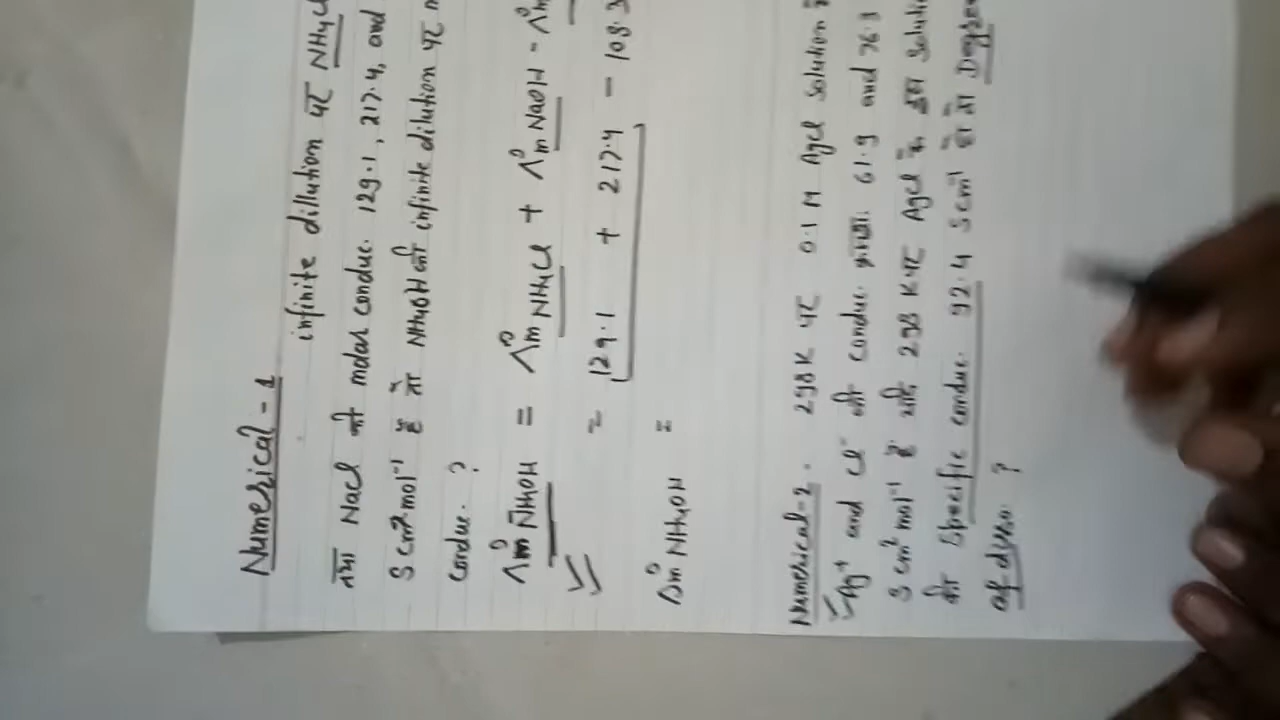 Numerical-1
infinite dillution पर NH4Cl
तथा NaCl की molar conduc. 129.1, 217.4, and
S cm² mol⁻¹ है तो NH4OH की infinite dilution पर
conduc. ?
Λ°m NH4OH = Λ°m NH4Cl + Λ°m NaOH - Λ°m
= 129.1 + 217.4 - 108.3
Λ°m NH4OH =
Numerical-2. 298K पर 0.1 M Agcl Solution में
Ag⁺ and cl⁻ की conduc. क्रमशः 61.9 and 76.3
S cm² mol⁻¹ है यदि 298 K पर Agcl के इस Solution
की Specific conduc. 92.4 S cm⁻¹ हो तो Degree
of disso. ?